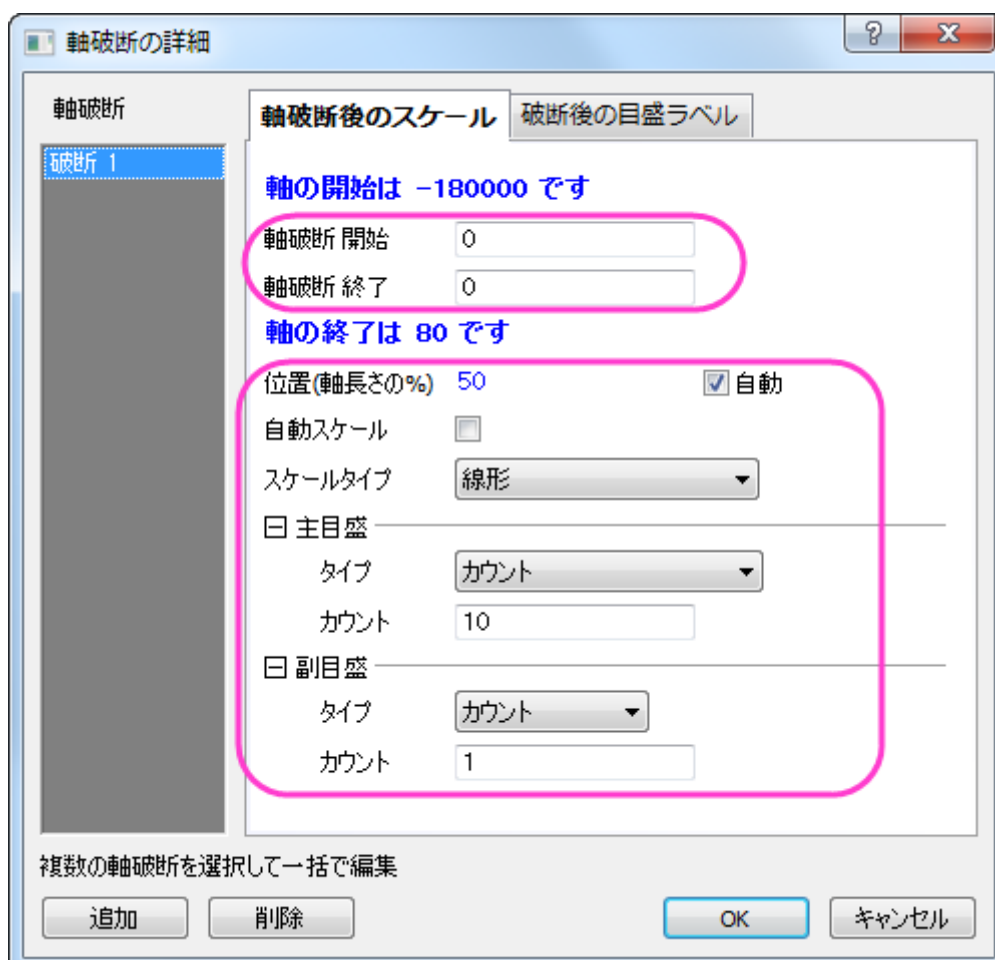 軸破断の詳細
軸破断
軸破断後のスケール 破断後の目盛ラベル
破断 1
軸の開始は -180000 です
軸破断 開始 0
軸破断 終了 0
軸の終了は 80 です
位置(軸長さの%) 50 自動
自動スケール
スケールタイプ 線形
主目盛
タイプ カウント
カウント 10
副目盛
タイプ カウント
カウント 1
複数の軸破断を選択して一括で編集
追加 削除 OK キャンセル